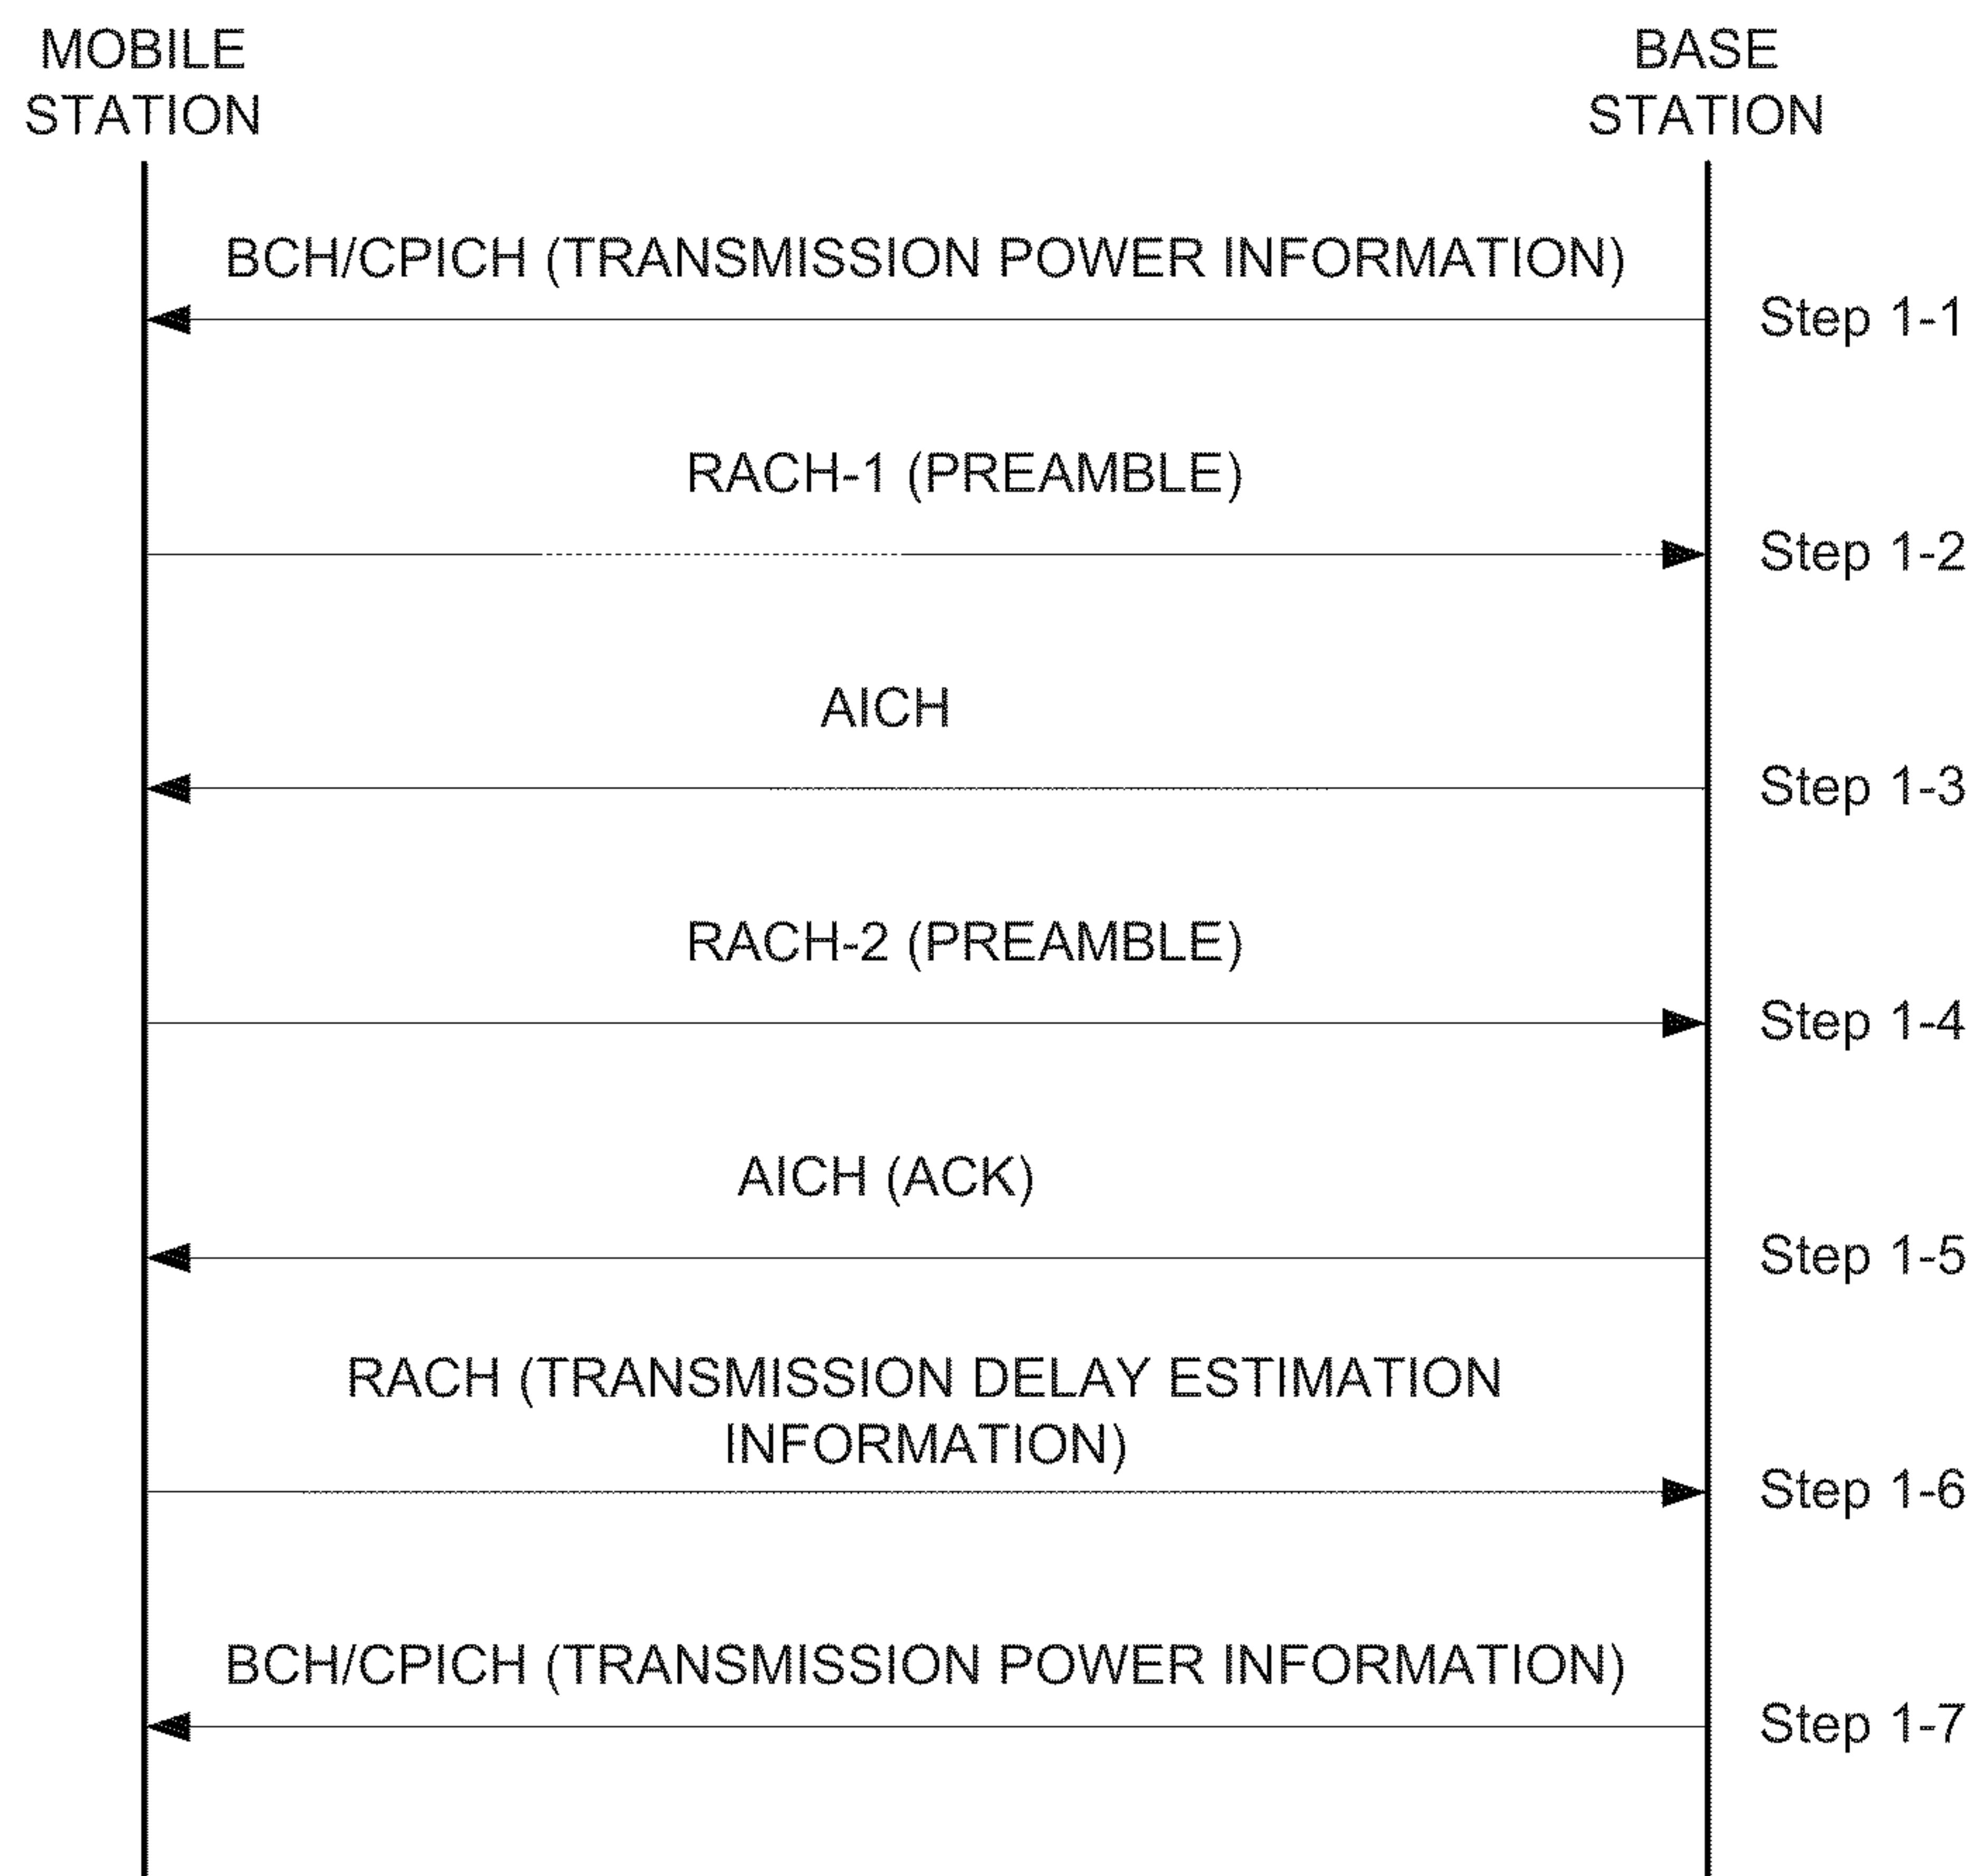 MOBILE
STATION
BASE
STATION
BCH/CPICH (TRANSMISSION POWER INFORMATION)
Step 1-1
RACH-1 (PREAMBLE)
Step 1-2
AICH
Step 1-3
RACH-2 (PREAMBLE)
Step 1-4
AICH (ACK)
Step 1-5
RACH (TRANSMISSION DELAY ESTIMATION
INFORMATION)
Step 1-6
BCH/CPICH (TRANSMISSION POWER INFORMATION)
Step 1-7